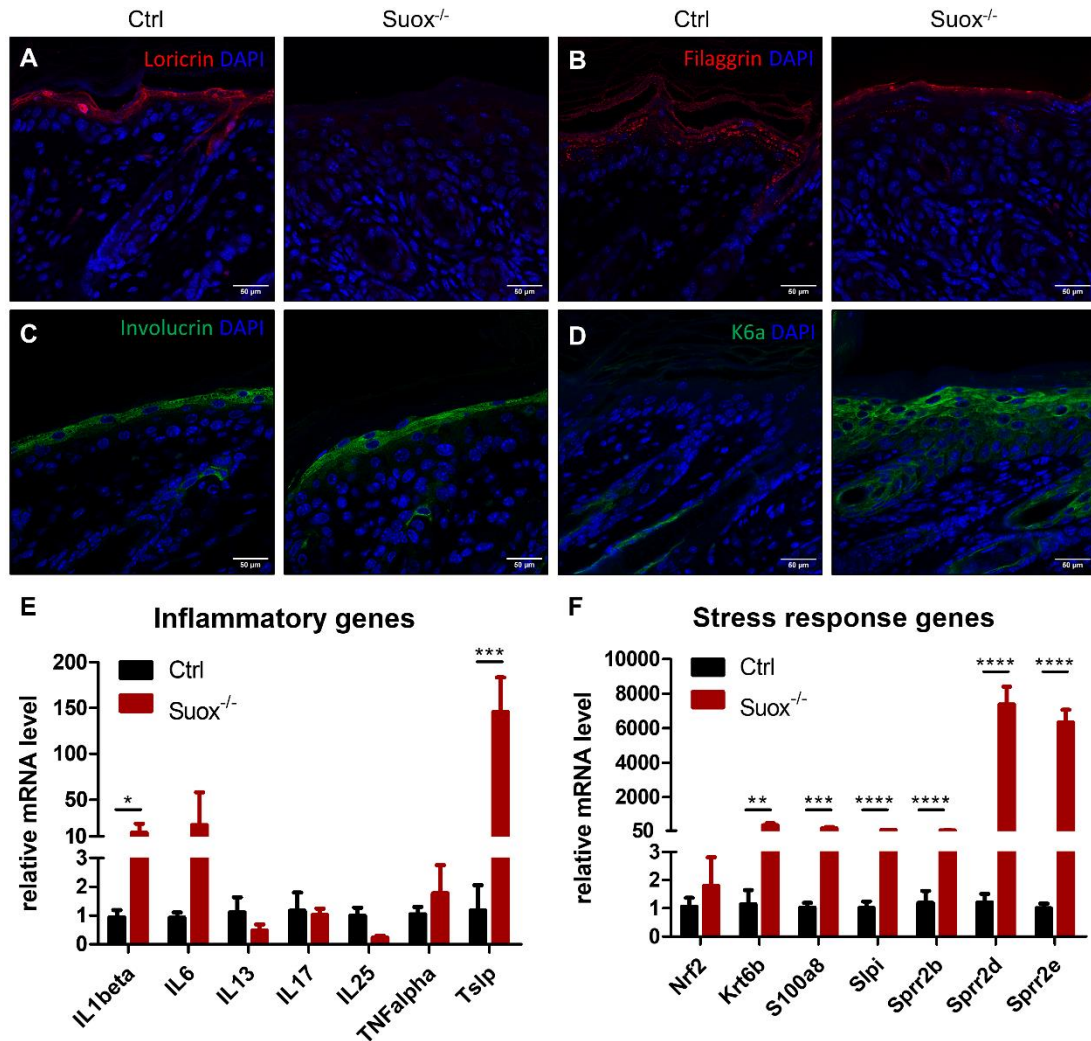 Ctrl Suox-/- Ctrl Suox-/-
A Loricrin DAPI
B Filaggrin DAPI
50 µm 50 µm 50 µm 50 µm
C Involucrin DAPI
D K6a DAPI
50 µm 50 µm 50 µm 50 µm
E Inflammatory genes
relative mRNA level
Ctrl
Suox-/-
200
150
100
50
10
3
2
1
0
*
***
IL1beta
IL6
IL13
IL17
IL25
TNFalpha
Tslp
F Stress response genes
relative mRNA level
Ctrl
Suox-/-
10000
8000
6000
4000
2000
50
3
2
1
0
**
***
****
****
****
****
Nrf2
Krt6b
S100a8
Slpi
Sprr2b
Sprr2d
Sprr2e